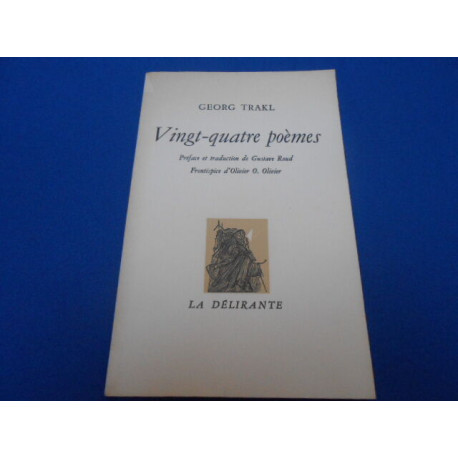 GEORG TRAKL
Vingt-quatre poèmes
Préface et traduction de Gustave Roud
Frontispice d'Olivier O. Olivier
LA DÉLIRANTE